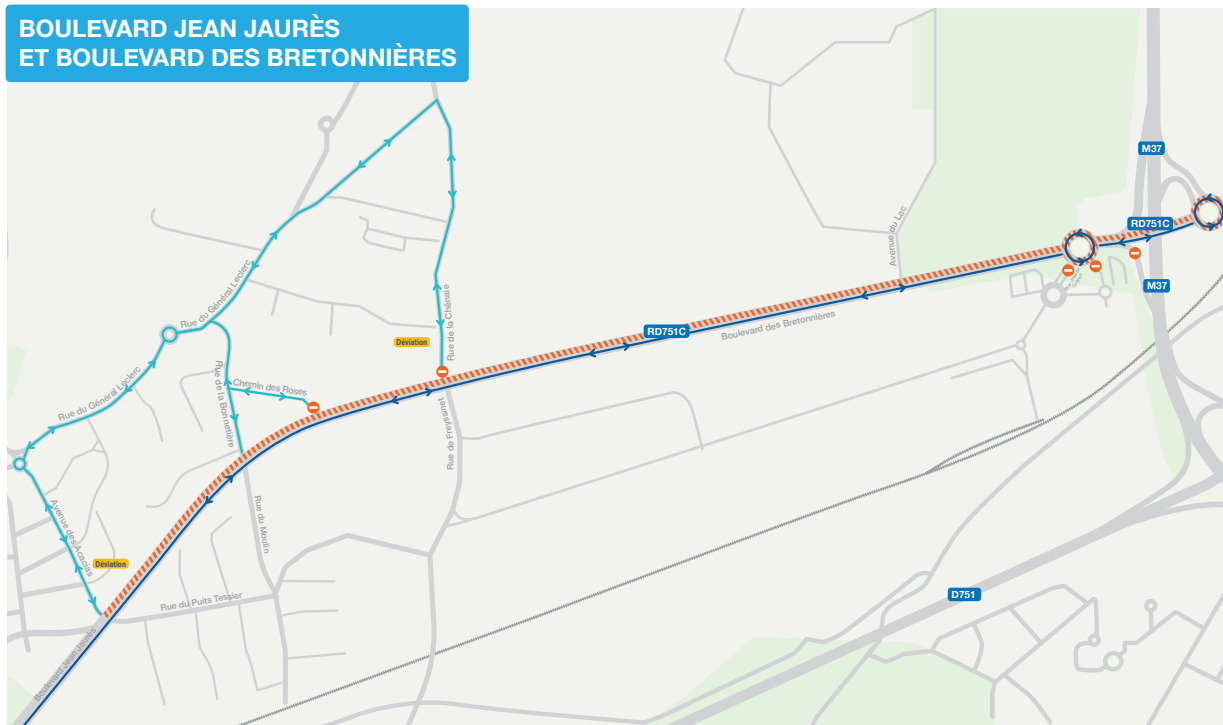 BOULEVARD JEAN JAURÈS
ET BOULEVARD DES BRETONNIÈRES
M37
Avenue du Lac
RD751C
Rue du Général Leclerc
M37
Rue de la Chênaie
RD751C
Boulevard des Bretonnières
Déviation
Rue du Général Leclerc
Rue de la Bonnetière
Chemin des Roses
Rue de Freyssinet
Avenue des Acacias
Rue du Moulin
Déviation
D751
Rue du Puits Tessier
Boulevard Jean Jaurès